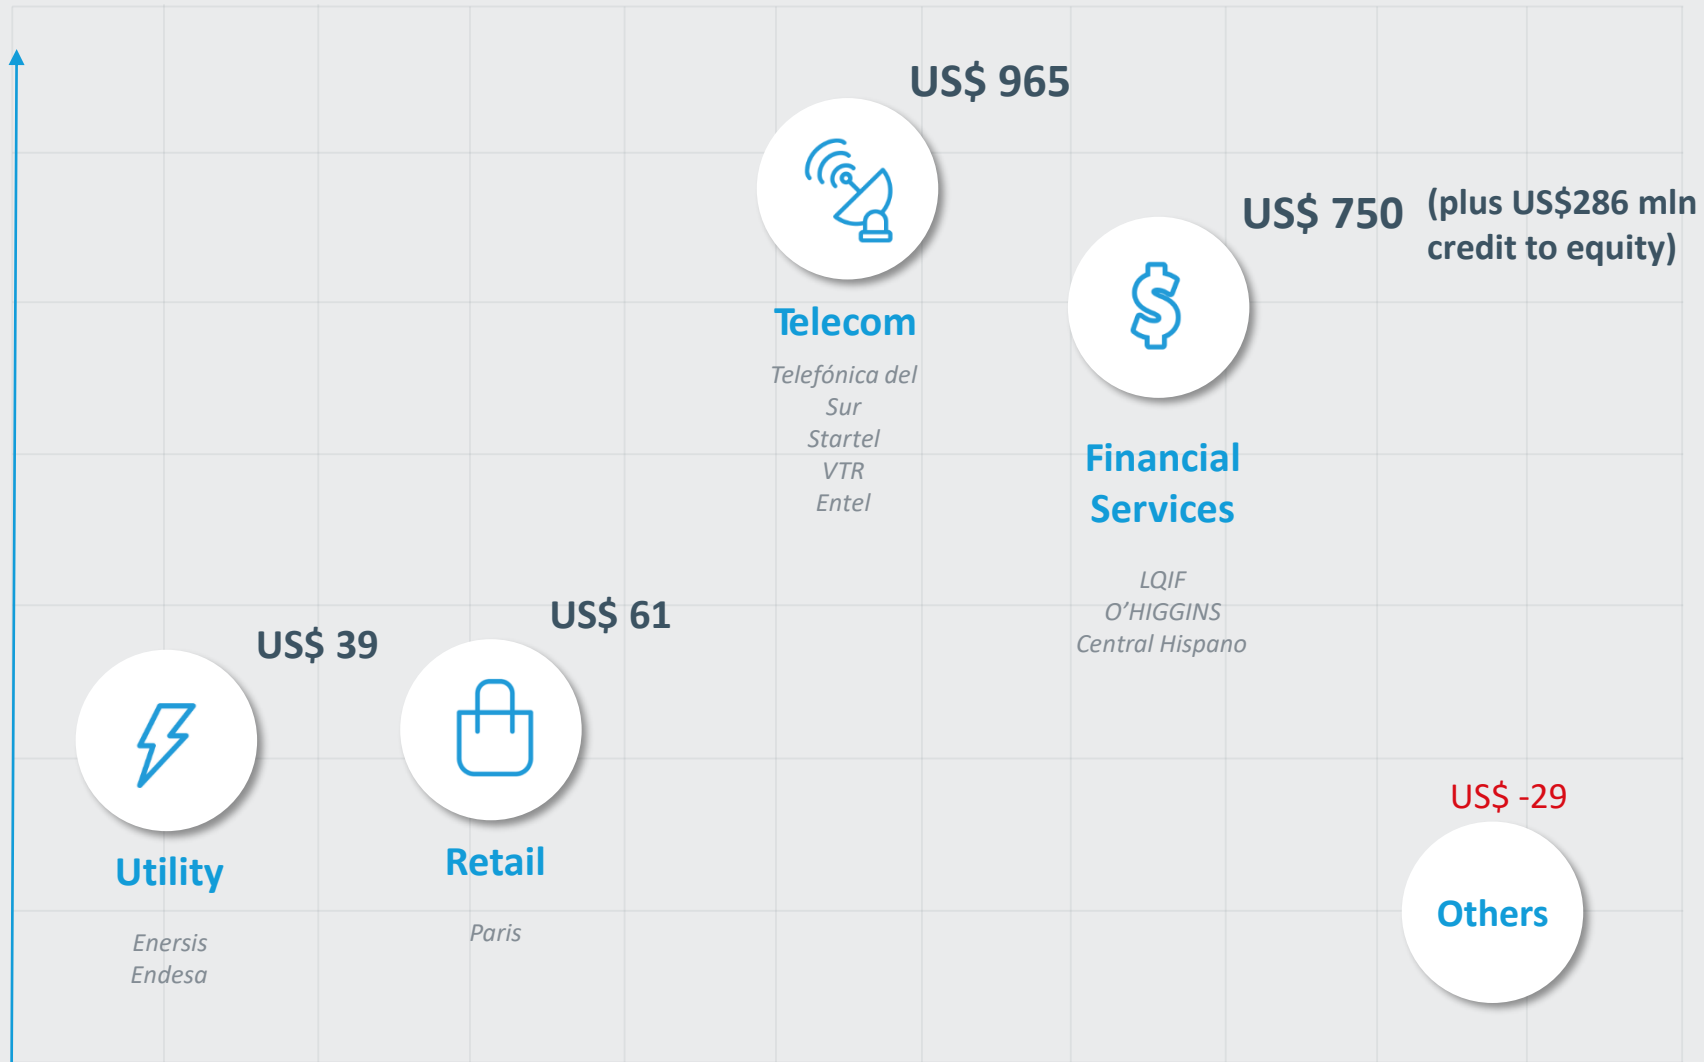 US$ 965
Telecom
Telefónica del
Sur
Startel
VTR
Entel
US$ 750
(plus US$286 mln
credit to equity)
Financial
Services
LQIF
O’HIGGINS
Central Hispano
US$ 39
Utility
Enersis
Endesa
US$ 61
Retail
Paris
US$ -29
Others